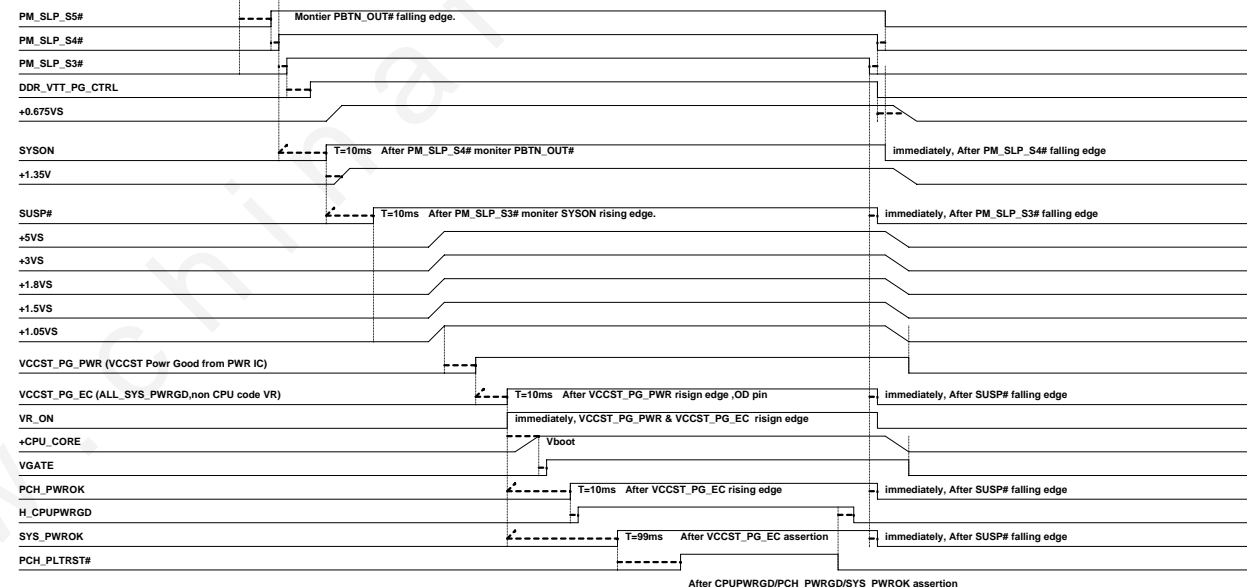 PM_SLP_S5# Montier PBTN_OUT# falling edge.
PM_SLP_S4#
PM_SLP_S3#
DDR_VTT_PG_CTRL
+0.675VS
SYSON T=10ms After PM_SLP_S4# moniter PBTN_OUT# immediately, After PM_SLP_S4# falling edge
+1.35V
SUSP# T=10ms After PM_SLP_S3# moniter SYSON rising edge. immediately, After PM_SLP_S3# falling edge
+5VS
+3VS
+1.8VS
+1.5VS
+1.05VS
VCCST_PG_PWR (VCCST Powr Good from PWR IC)
VCCST_PG_EC (ALL_SYS_PWRGD,non CPU code VR) T=10ms After VCCST_PG_PWR risign edge ,OD pin immediately, After SUSP# falling edge
VR_ON immediately, VCCST_PG_PWR & VCCST_PG_EC risign edge
+CPU_CORE Vboot
VGATE
PCH_PWROK T=10ms After VCCST_PG_EC rising edge immediately, After SUSP# falling edge
H_CPUPWRGD
SYS_PWROK T=99ms After VCCST_PG_EC assertion immediately, After SUSP# falling edge
PCH_PLTRST#
After CPUPWRGD/PCH_PWRGD/SYS_PWROK assertion
w.china